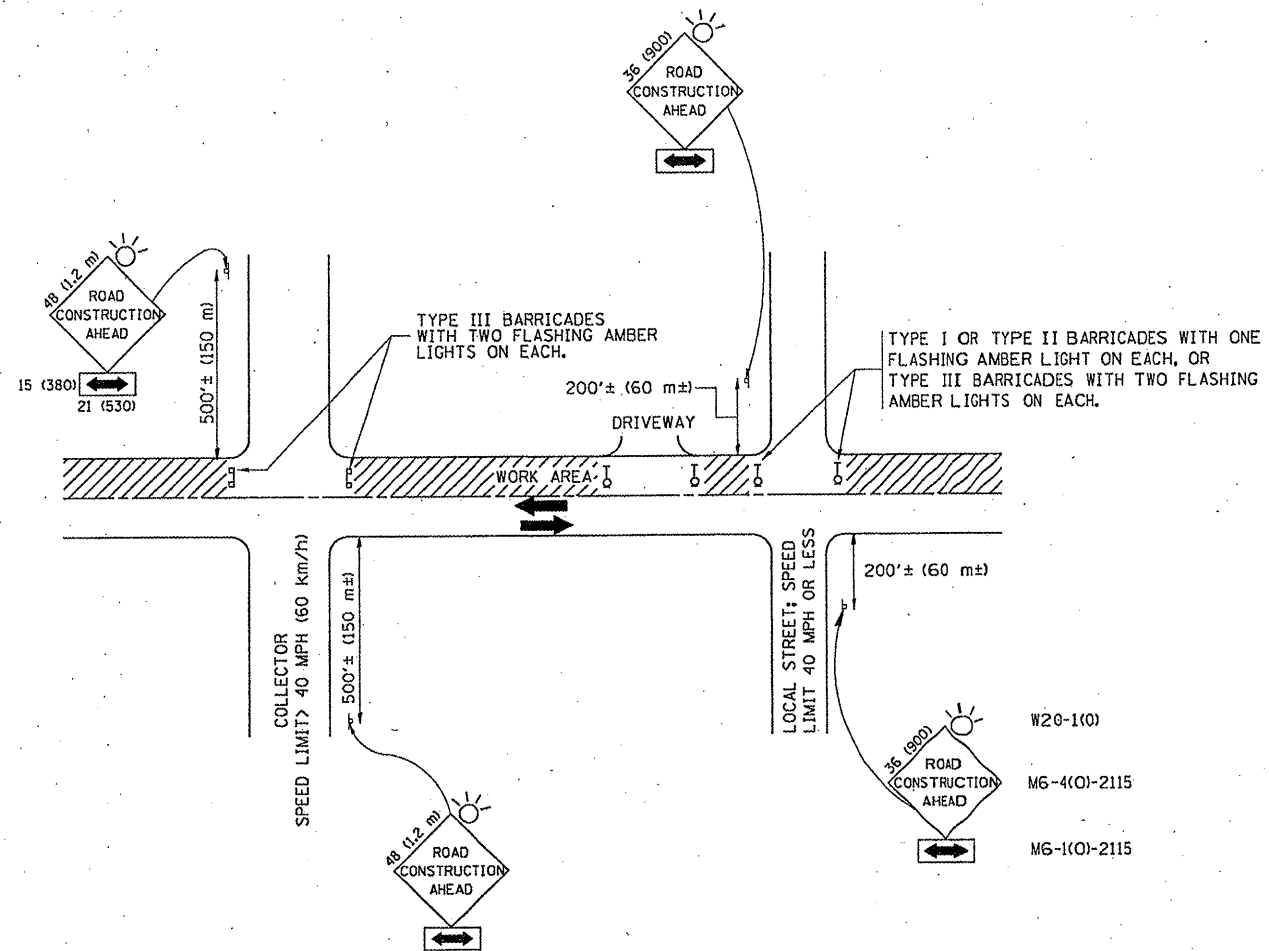 36 (900)
ROAD
CONSTRUCTION
AHEAD
48 (1.2 m)
ROAD
CONSTRUCTION
AHEAD
15 (380)
21 (530)
500'± (150 m)
TYPE III BARRICADES
WITH TWO FLASHING AMBER
LIGHTS ON EACH.
200'± (60 m±)
DRIVEWAY
TYPE I OR TYPE II BARRICADES WITH ONE
FLASHING AMBER LIGHT ON EACH, OR
TYPE III BARRICADES WITH TWO FLASHING
AMBER LIGHTS ON EACH.
WORK AREA
COLLECTOR
SPEED LIMIT> 40 MPH (60 km/h)
500'± (150 m±)
LOCAL STREET; SPEED
LIMIT 40 MPH OR LESS
200'± (60 m±)
48 (1.2 m)
ROAD
CONSTRUCTION
AHEAD
36 (900)
ROAD
CONSTRUCTION
AHEAD
W20-1(O)
M6-4(O)-2115
M6-1(O)-2115